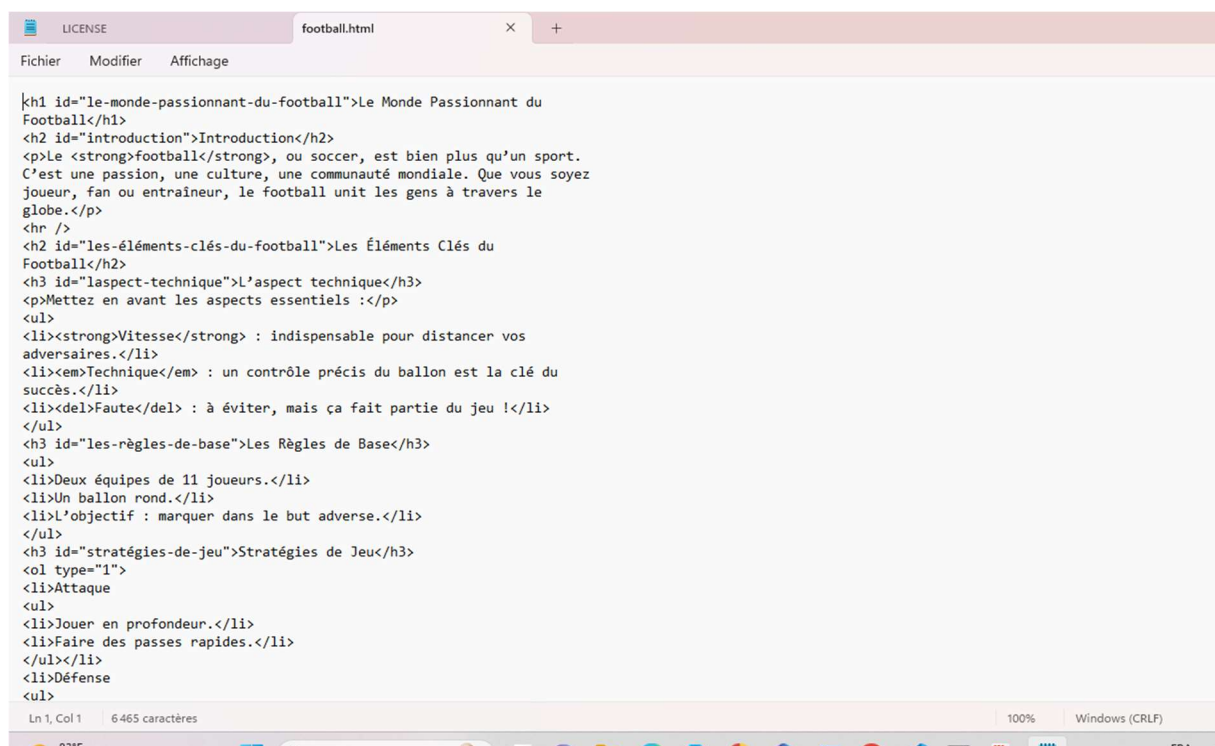 LICENSE
football.html
Fichier Modifier Affichage
<h1 id="le-monde-passionnant-du-football">Le Monde Passionnant du
Football</h1>
<h2 id="introduction">Introduction</h2>
<p>Le <strong>football</strong>, ou soccer, est bien plus qu’un sport.
C’est une passion, une culture, une communauté mondiale. Que vous soyez
joueur, fan ou entraîneur, le football unit les gens à travers le
globe.</p>
<hr />
<h2 id="les-éléments-clés-du-football">Les Éléments Clés du
Football</h2>
<h3 id="laspect-technique">L’aspect technique</h3>
<p>Mettez en avant les aspects essentiels :</p>
<ul>
<li><strong>Vitesse</strong> : indispensable pour distancer vos
adversaires.</li>
<li><em>Technique</em> : un contrôle précis du ballon est la clé du
succès.</li>
<li><del>Faute</del> : à éviter, mais ça fait partie du jeu !</li>
</ul>
<h3 id="les-règles-de-base">Les Règles de Base</h3>
<ul>
<li>Deux équipes de 11 joueurs.</li>
<li>Un ballon rond.</li>
<li>L’objectif : marquer dans le but adverse.</li>
</ul>
<h3 id="stratégies-de-jeu">Stratégies de Jeu</h3>
<ol type="1">
<li>Attaque
<ul>
<li>Jouer en profondeur.</li>
<li>Faire des passes rapides.</li>
</ul></li>
<li>Défense
<ul>
Ln 1, Col 1 6 465 caractères 100% Windows (CRLF)